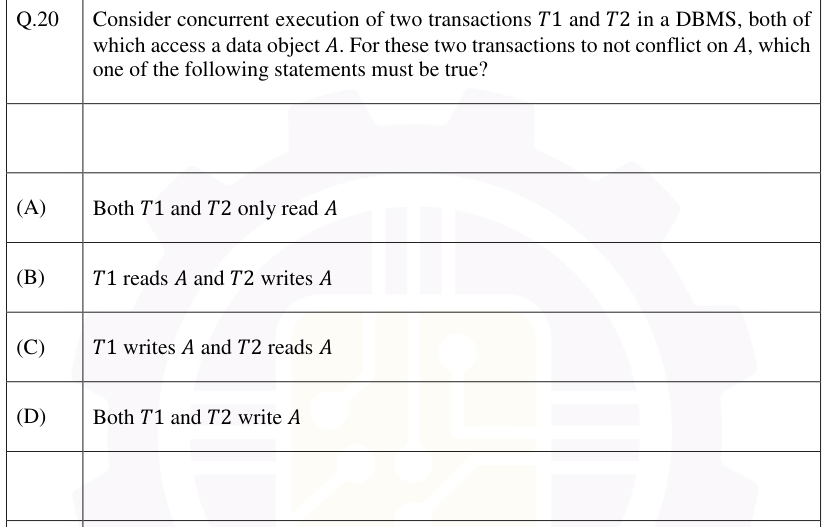 Q.20 Consider concurrent execution of two transactions T1 and T2 in a DBMS, both of
which access a data object A. For these two transactions to not conflict on A, which
one of the following statements must be true?
(A) Both T1 and T2 only read A
(B) T1 reads A and T2 writes A
(C) T1 writes A and T2 reads A
(D) Both T1 and T2 write A